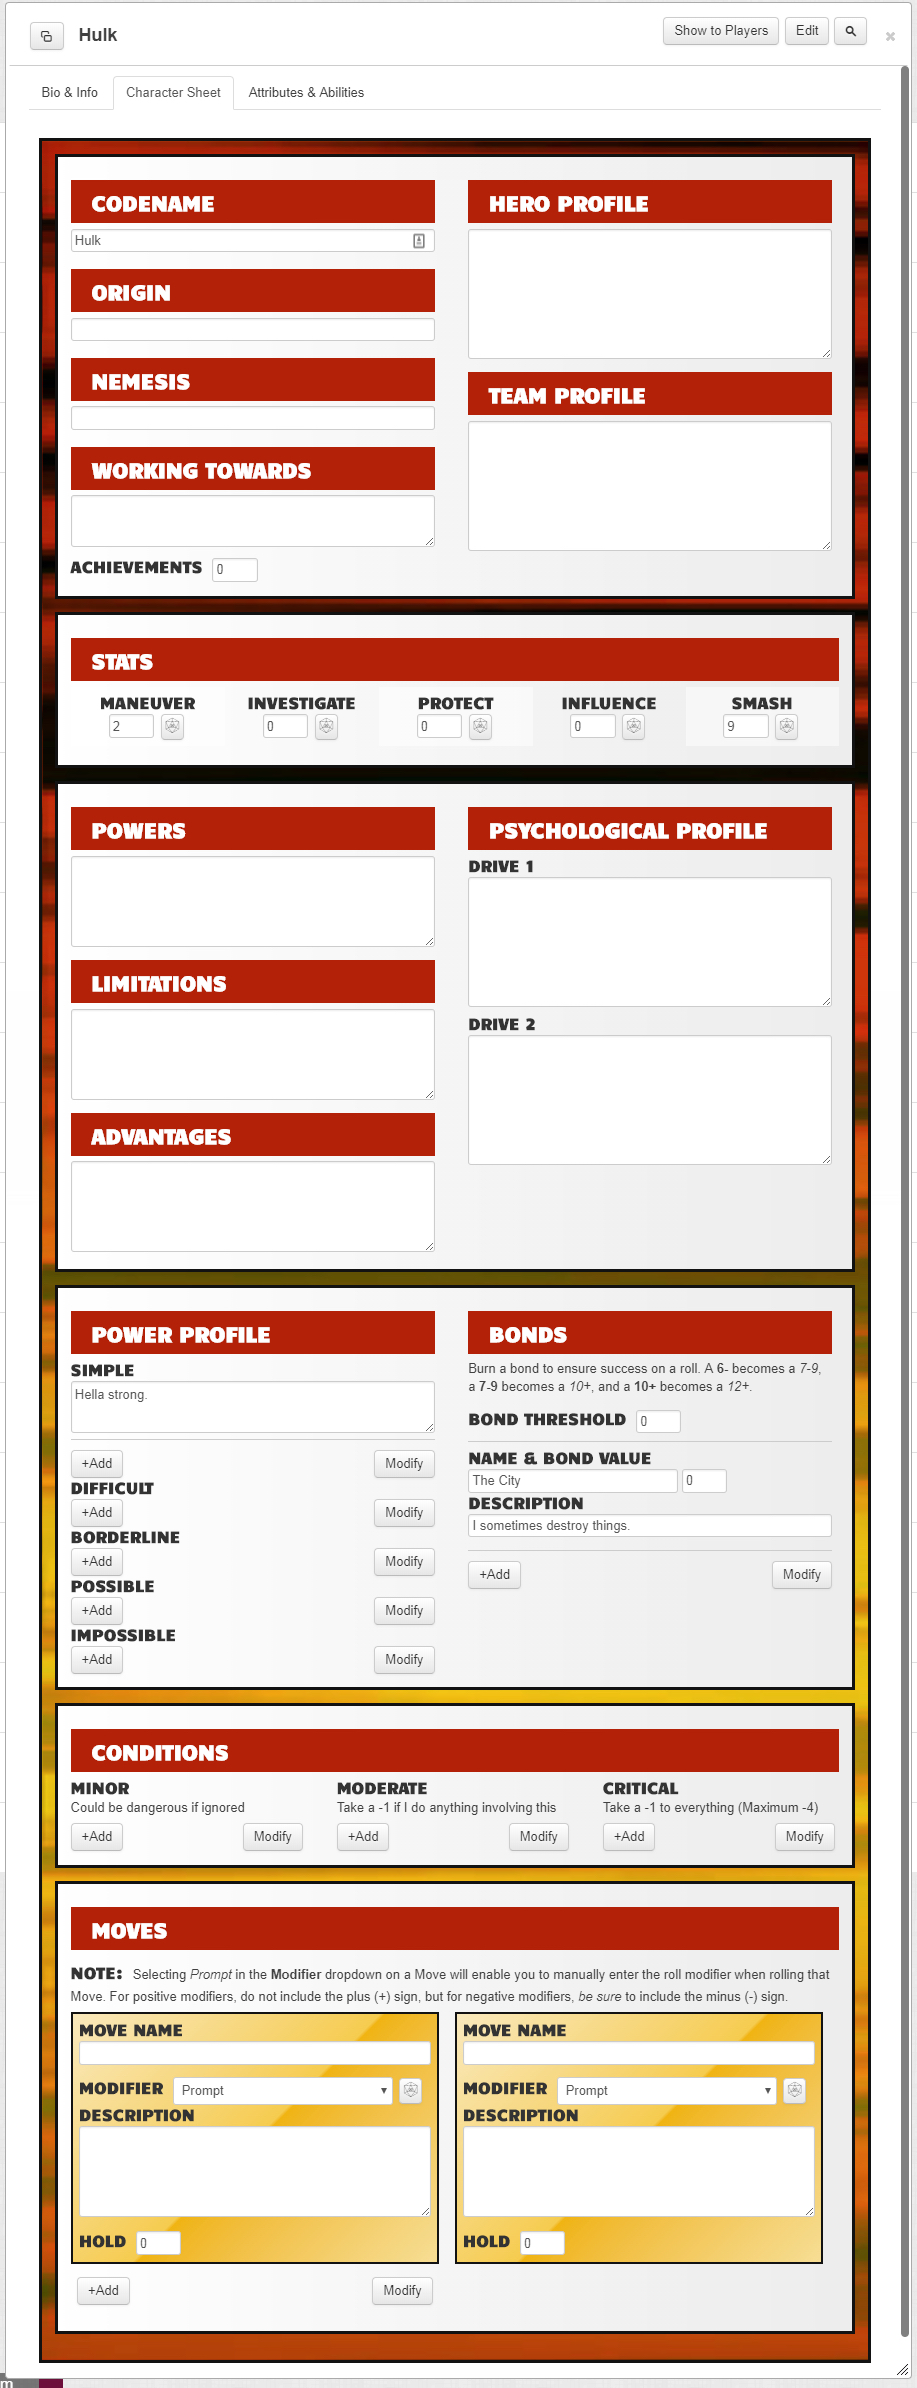 Hulk
Show to Players
Edit
Bio & Info
Character Sheet
Attributes & Abilities
CODENAME
Hulk
ORIGIN
NEMESIS
WORKING TOWARDS
ACHIEVEMENTS 0
HERO PROFILE
TEAM PROFILE
STATS
MANEUVER
2
INVESTIGATE
0
PROTECT
0
INFLUENCE
0
SMASH
9
POWERS
LIMITATIONS
ADVANTAGES
PSYCHOLOGICAL PROFILE
DRIVE 1
DRIVE 2
POWER PROFILE
SIMPLE
Hella strong.
+Add Modify
DIFFICULT
+Add Modify
BORDERLINE
+Add Modify
POSSIBLE
+Add Modify
IMPOSSIBLE
+Add Modify
BONDS
Burn a bond to ensure success on a roll. A 6- becomes a 7-9,
a 7-9 becomes a 10+, and a 10+ becomes a 12+.
BOND THRESHOLD 0
NAME & BOND VALUE
The City 0
DESCRIPTION
I sometimes destroy things.
+Add Modify
CONDITIONS
MINOR
Could be dangerous if ignored
+Add Modify
MODERATE
Take a -1 if I do anything involving this
+Add Modify
CRITICAL
Take a -1 to everything (Maximum -4)
+Add Modify
MOVES
NOTE: Selecting Prompt in the Modifier dropdown on a Move will enable you to manually enter the roll modifier when rolling that
Move. For positive modifiers, do not include the plus (+) sign, but for negative modifiers, be sure to include the minus (-) sign.
MOVE NAME
MODIFIER Prompt
DESCRIPTION
HOLD 0
MOVE NAME
MODIFIER Prompt
DESCRIPTION
HOLD 0
+Add Modify